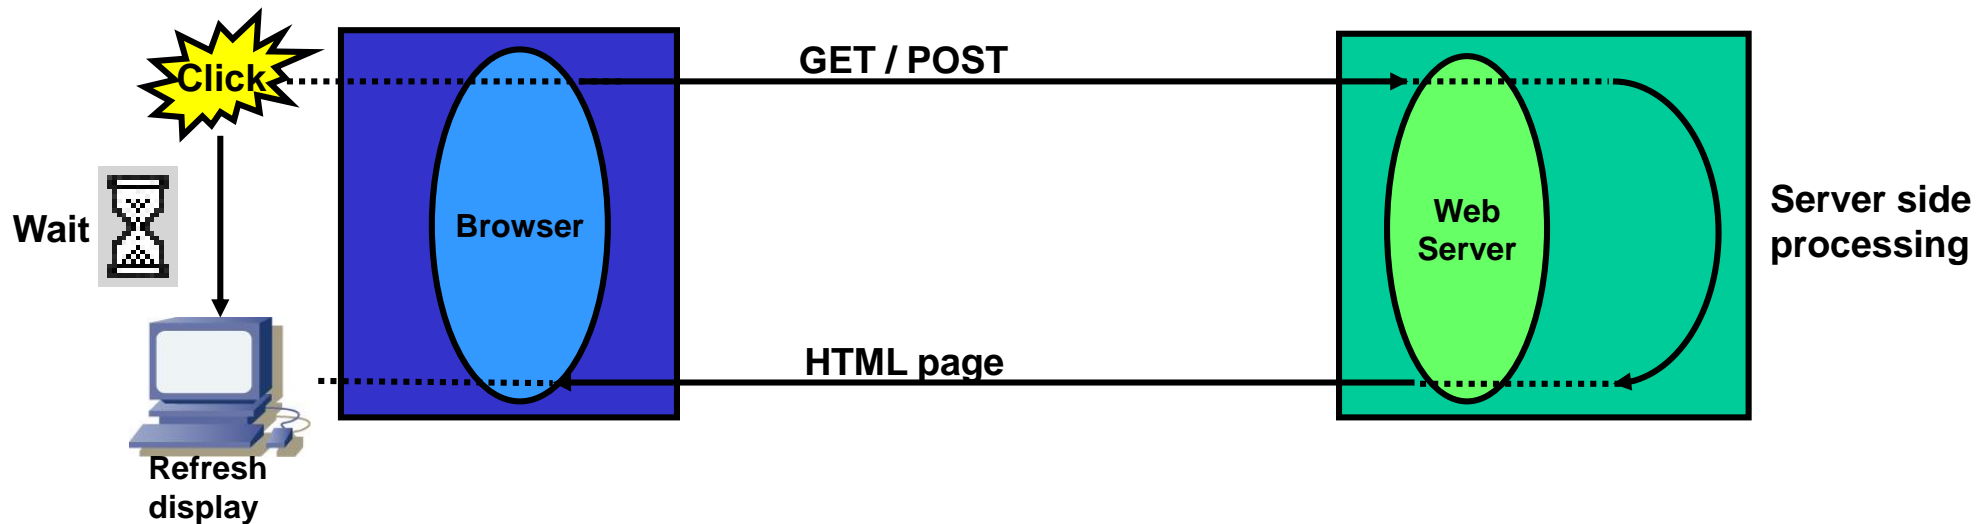 Click
GET / POST
Wait
Browser
Web
Server
Server side
processing
HTML page
Refresh
display